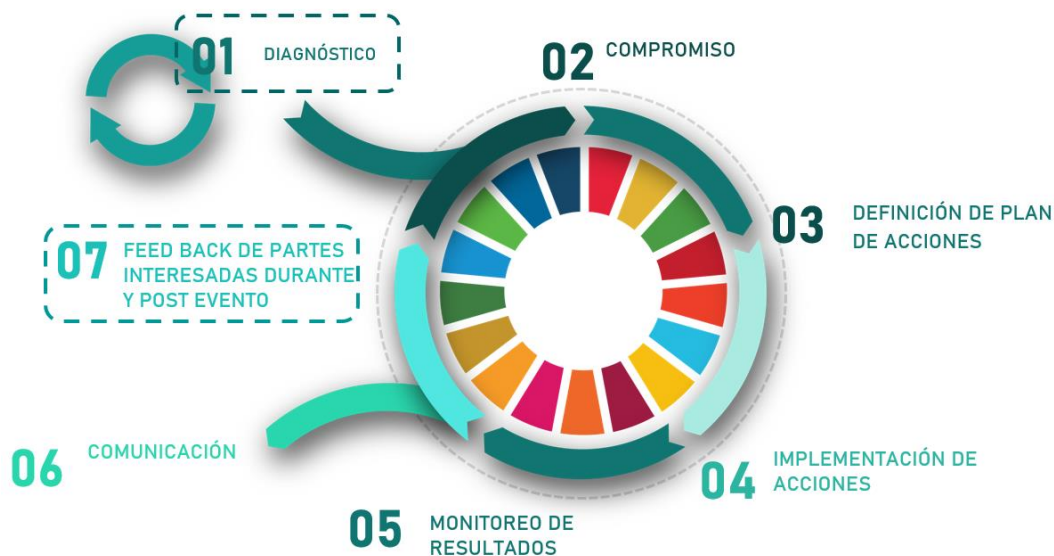 01 DIAGNÓSTICO
02 COMPROMISO
03 DEFINICIÓN DE PLAN
DE ACCIONES
04 IMPLEMENTACIÓN DE
ACCIONES
05 MONITOREO DE
RESULTADOS
06 COMUNICACIÓN
07 FEED BACK DE PARTES
INTERESADAS DURANTE
Y POST EVENTO